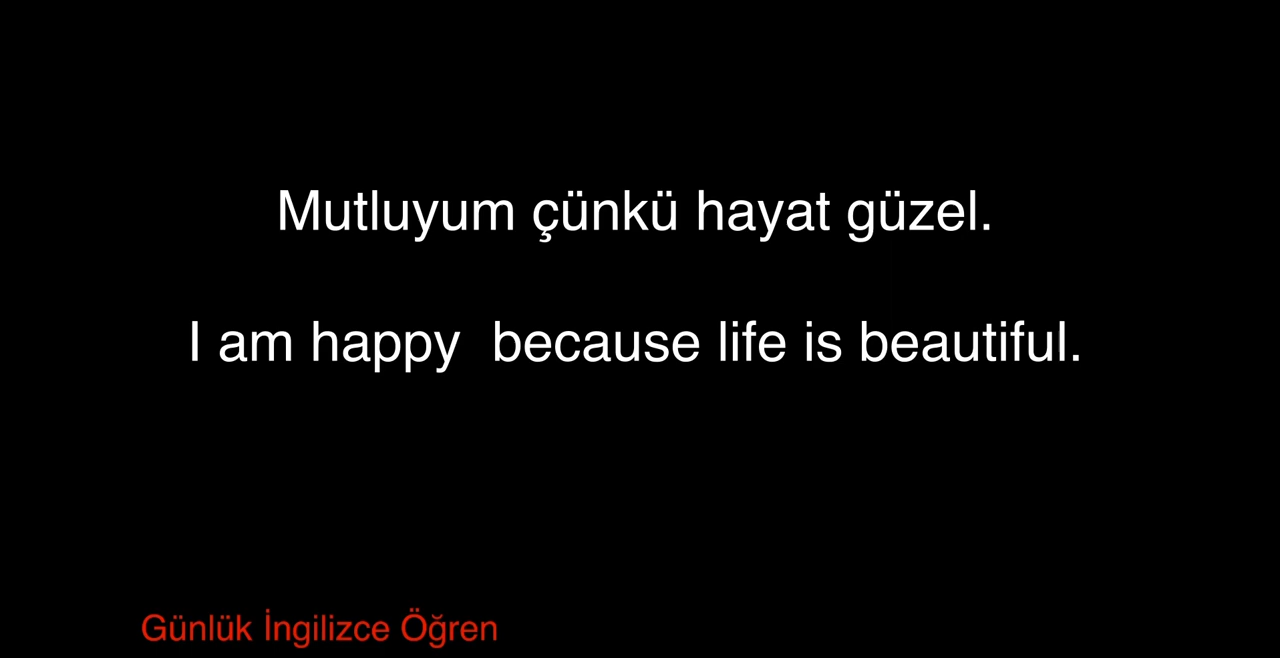 Mutluyum çünkü hayat güzel.
I am happy  because life is beautiful.
Günlük İngilizce Öğren